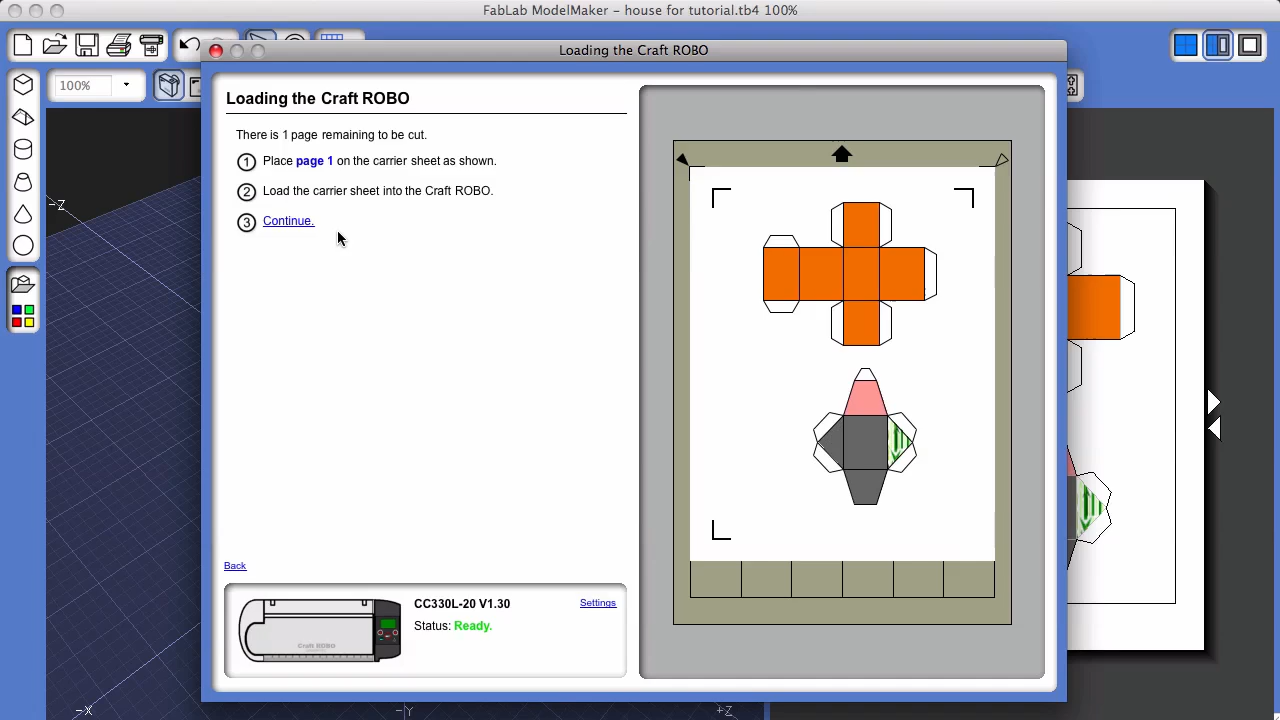 FabLab ModelMaker – house for tutorial.tb4 100%
Loading the Craft ROBO
100%
Loading the Craft ROBO
There is 1 page remaining to be cut.
1 Place page 1 on the carrier sheet as shown.
2 Load the carrier sheet into the Craft ROBO.
3 Continue.
–Z
Back
CC330L-20 V1.30
Settings
Status: Ready.
Craft ROBO
–X
–Y
+Z